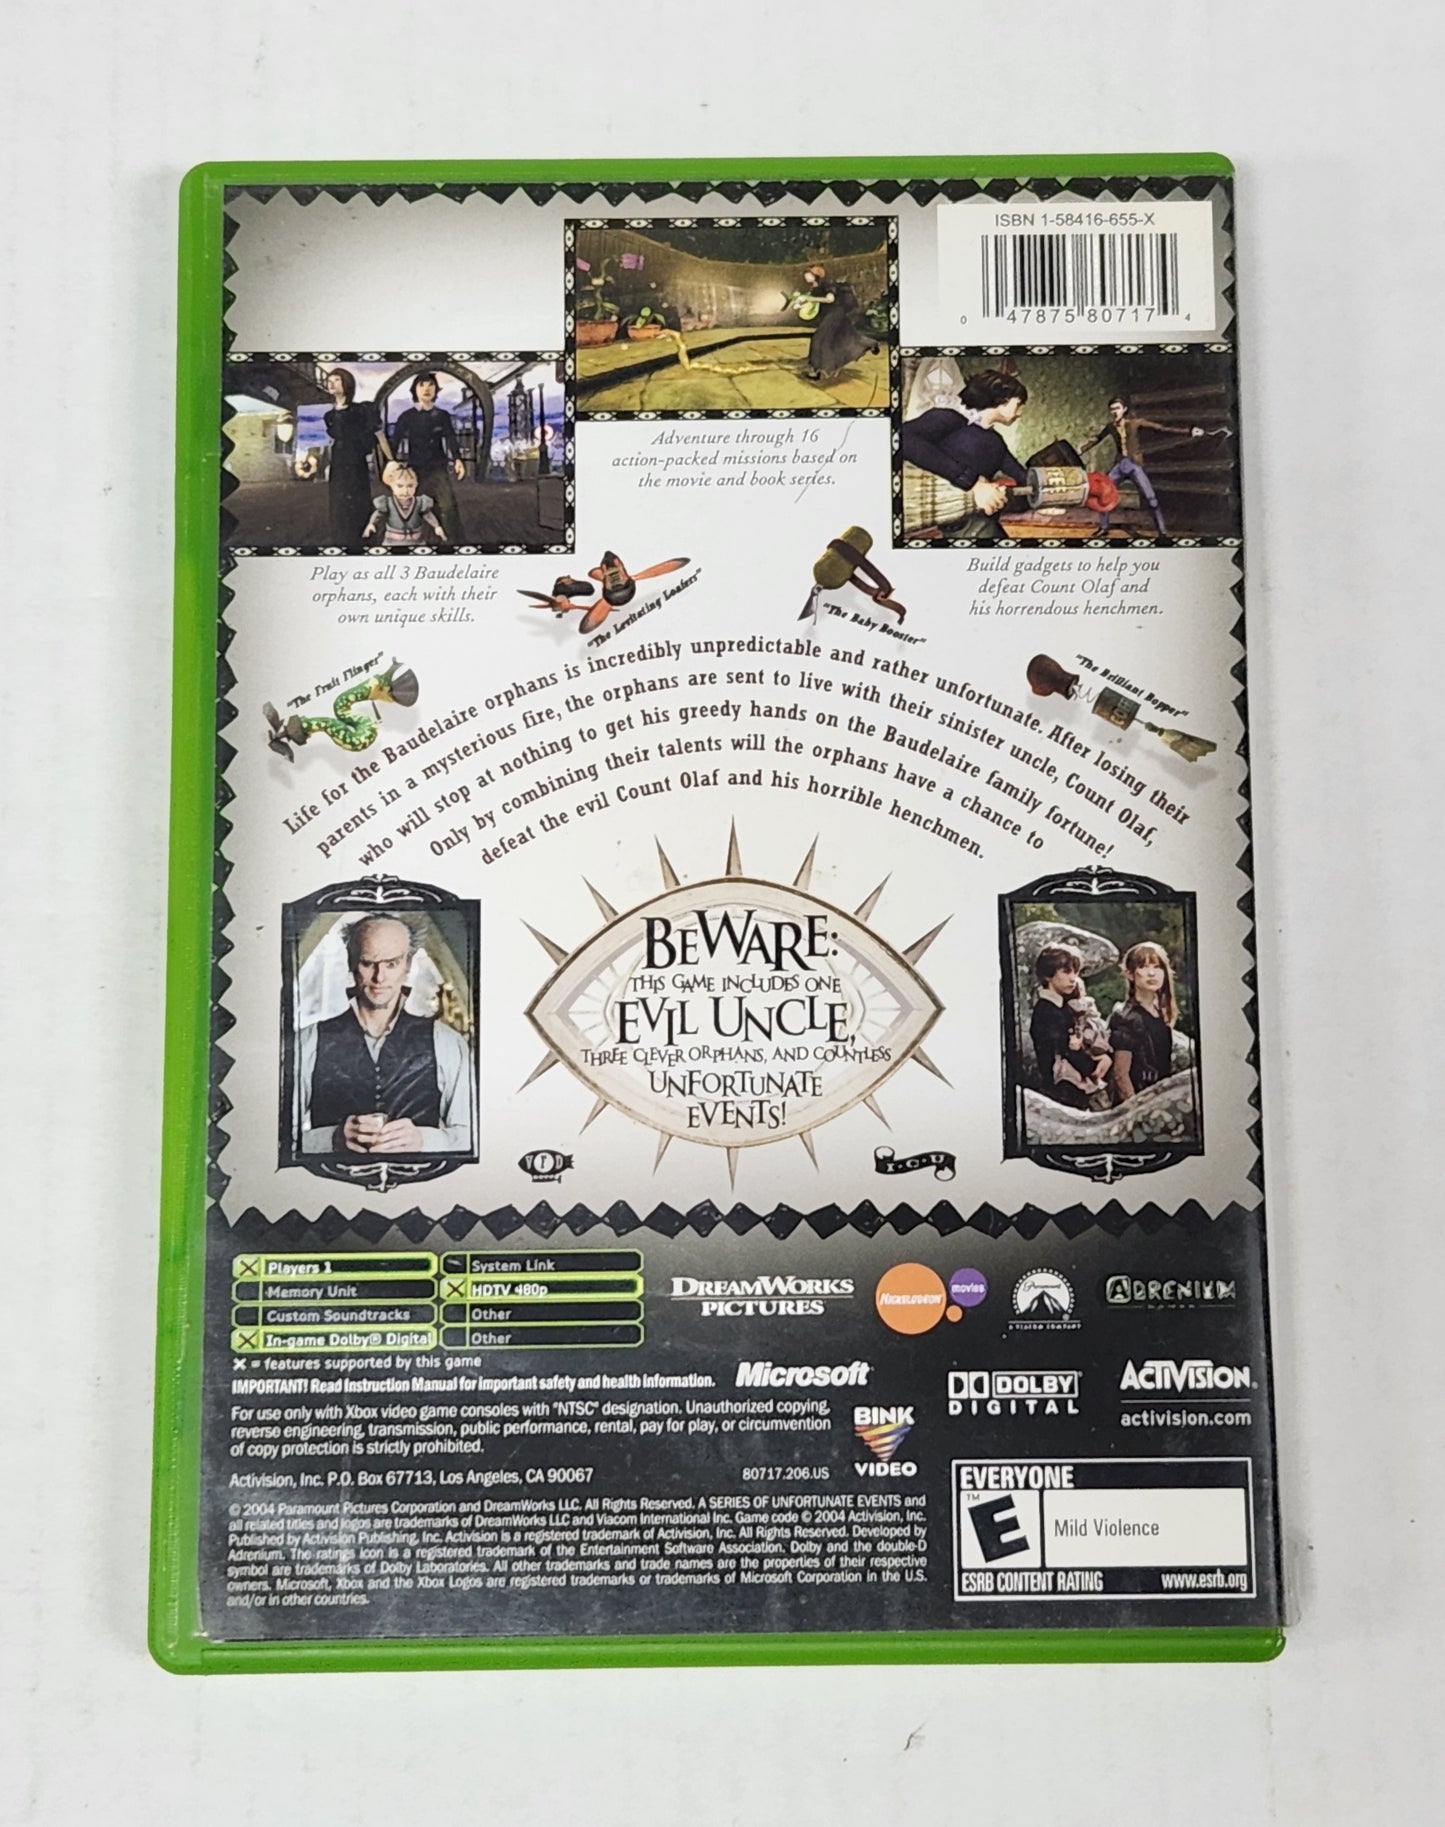 ISBN 1-58416-655-X
0 47875 80717 4
Adventure through 16
action-packed missions based on
the movie and book series.
Play as all 3 Baudelaire
orphans, each with their
own unique skills.
Build gadgets to help you
defeat Count Olaf and
his horrendous henchmen.
"The Levitating Loafers"
"The Baby Booster"
"The Fruit Flinger"
"The Brilliant Bopper"
Life for the Baudelaire orphans is incredibly unpredictable and rather unfortunate. After losing their
parents in a mysterious fire, the orphans are sent to live with their sinister uncle, Count Olaf,
who will stop at nothing to get his greedy hands on the Baudelaire family fortune!
Only by combining their talents will the orphans have a chance to
defeat the evil Count Olaf and his horrible henchmen.
BEWARE:
THIS GAME INCLUDES ONE
EVIL UNCLE,
THREE CLEVER ORPHANS, AND COUNTLESS
UNFORTUNATE
EVENTS!
VFD
I·C·U
Players 1
System Link
Memory Unit
HDTV 480p
Custom Soundtracks
Other
In-game Dolby® Digital
Other
X = features supported by this game
DREAMWORKS
PICTURES
NICKELODEON
movies
Paramount
A VIACOM COMPANY
ADRENIUM
GAMES
IMPORTANT! Read Instruction Manual for important safety and health information.
Microsoft
For use only with Xbox video game consoles with "NTSC" designation. Unauthorized copying,
reverse engineering, transmission, public performance, rental, pay for play, or circumvention
of copy protection is strictly prohibited.
BINK
VIDEO
DOLBY
DIGITAL
ACTIVISION.
activision.com
Activision, Inc. P.O. Box 67713, Los Angeles, CA 90067
80717.206.US
© 2004 Paramount Pictures Corporation and DreamWorks LLC. All Rights Reserved. A SERIES OF UNFORTUNATE EVENTS and
all related titles and logos are trademarks of DreamWorks LLC and Viacom International Inc. Game code © 2004 Activision, Inc.
Published by Activision Publishing, Inc. Activision is a registered trademark of Activision, Inc. All Rights Reserved. Developed by
Adrenium. The ratings icon is a registered trademark of the Entertainment Software Association. Dolby and the double-D
symbol are trademarks of Dolby Laboratories. All other trademarks and trade names are the properties of their respective
owners. Microsoft, Xbox and the Xbox Logos are registered trademarks or trademarks of Microsoft Corporation in the U.S.
and/or in other countries.
EVERYONE
E
TM
Mild Violence
ESRB CONTENT RATING
www.esrb.org